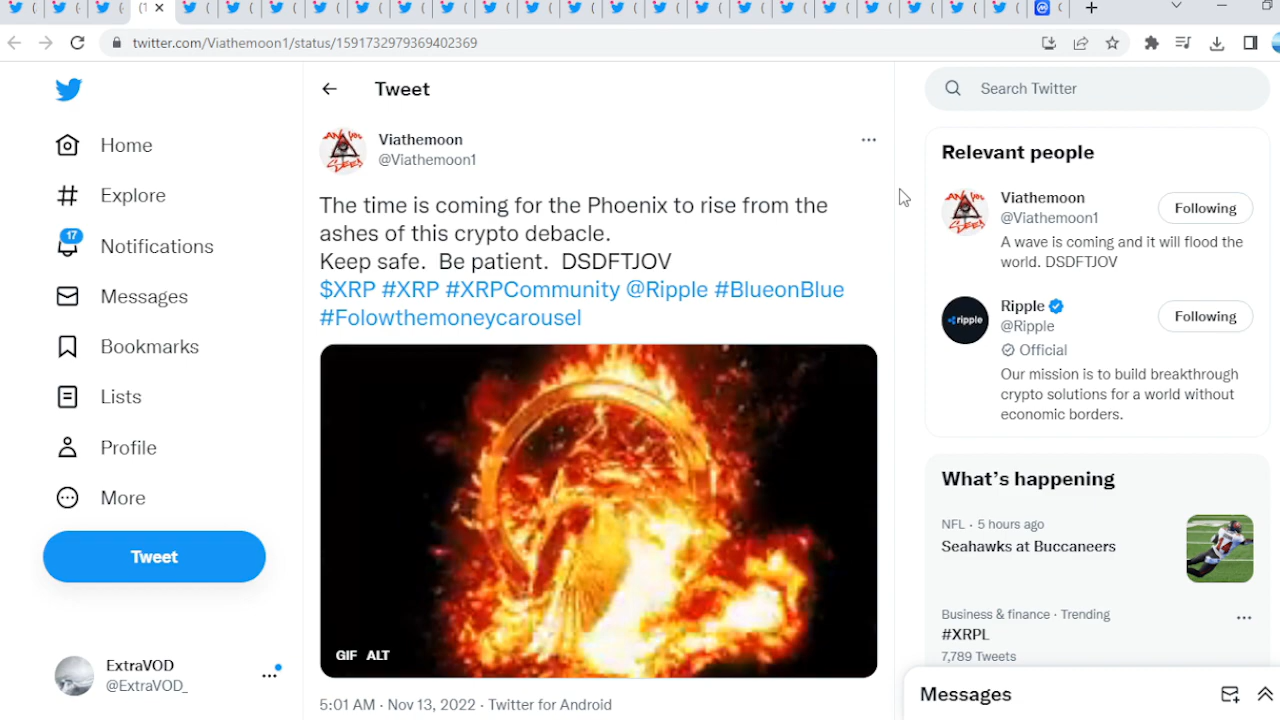 twitter.com/Viathemoon1/status/1591732979369402369
Tweet
Search Twitter
Home
Explore
17
Notifications
Messages
Bookmarks
Lists
Profile
More
Tweet
ExtraVOD
@ExtraVOD_
Viathemoon
@Viathemoon1
The time is coming for the Phoenix to rise from the
ashes of this crypto debacle.
Keep safe. Be patient. DSDFTJOV
$XRP #XRP #XRPCommunity @Ripple #BlueonBlue
#Folowthemoneycarousel
GIF ALT
5:01 AM · Nov 13, 2022 · Twitter for Android
Relevant people
Viathemoon
@Viathemoon1
Following
A wave is coming and it will flood the
world. DSDFTJOV
ripple
Ripple
@Ripple
Following
Official
Our mission is to build breakthrough
crypto solutions for a world without
economic borders.
What's happening
NFL · 5 hours ago
Seahawks at Buccaneers
Business & finance · Trending
#XRPL
7,789 Tweets
Messages